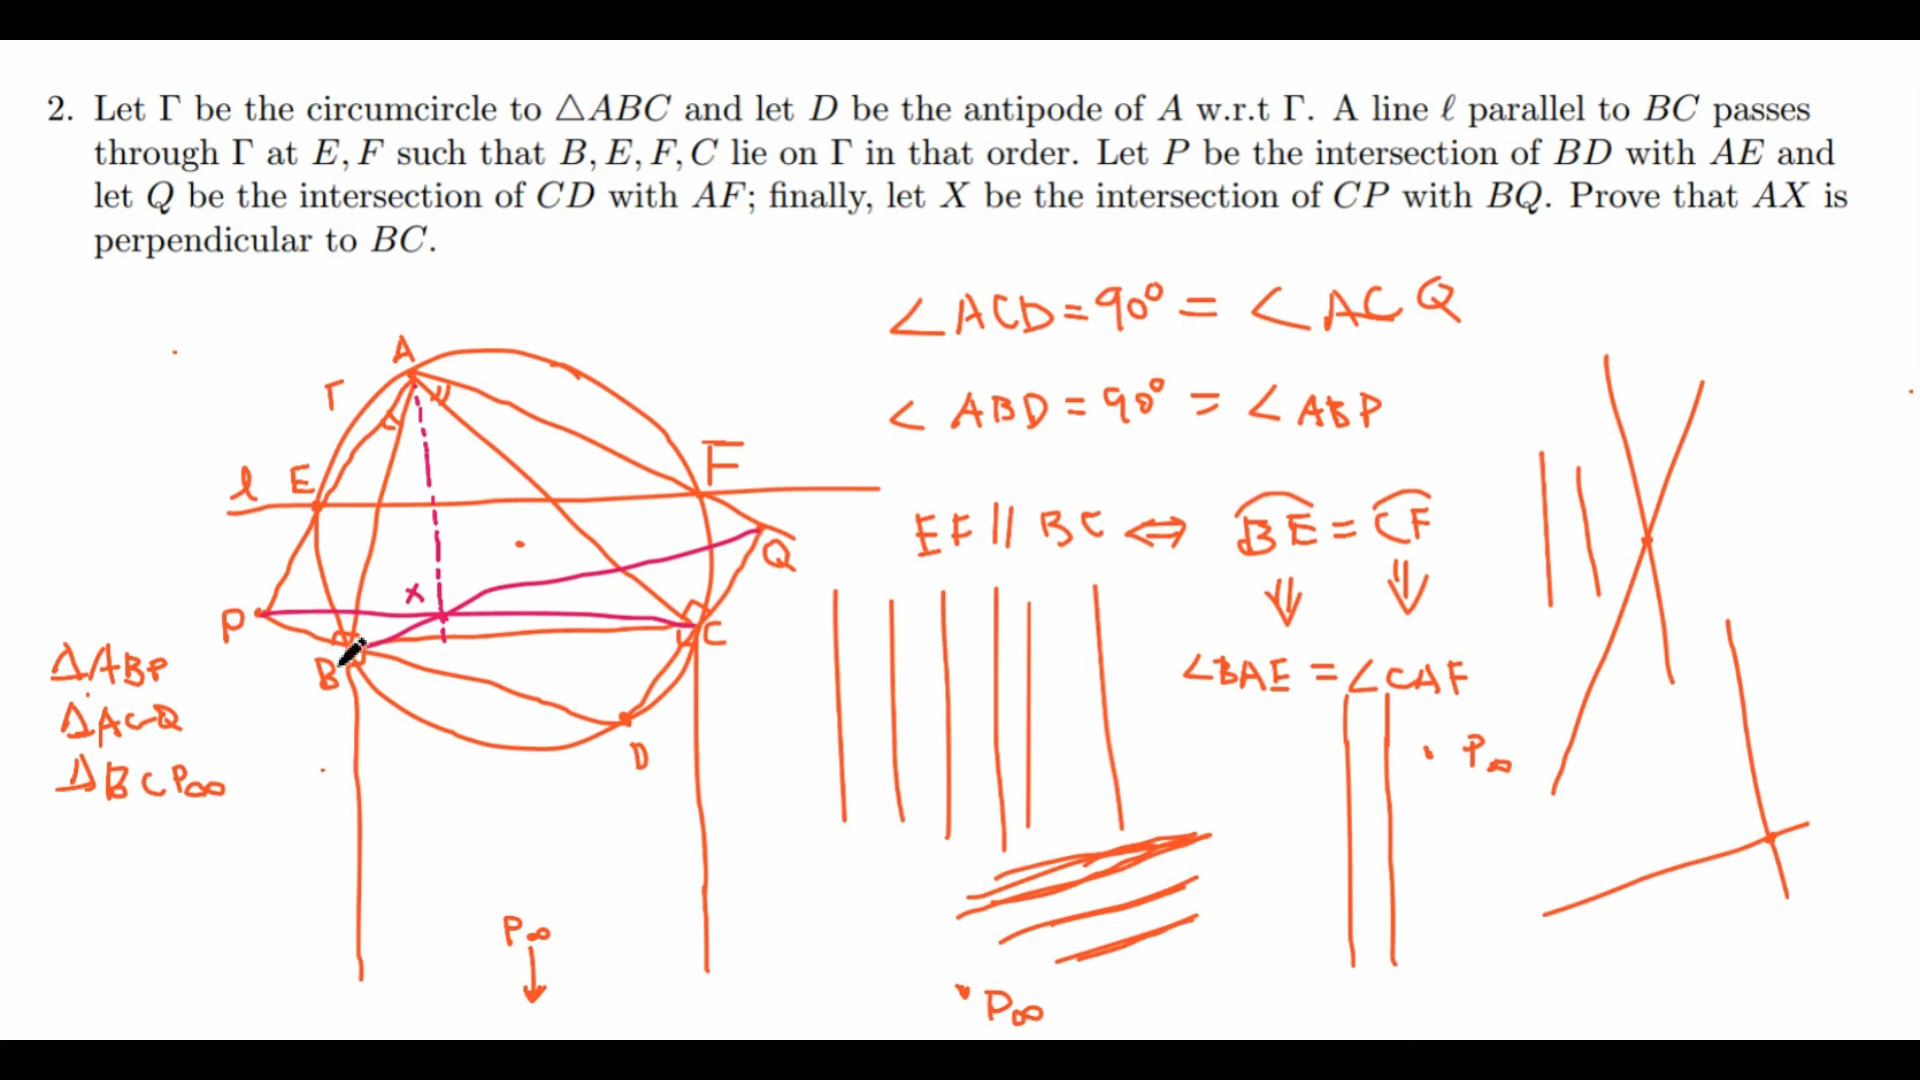 2. Let Γ be the circumcircle to △ABC and let D be the antipode of A w.r.t Γ. A line ℓ parallel to BC passes
through Γ at E, F such that B, E, F, C lie on Γ in that order. Let P be the intersection of BD with AE and
let Q be the intersection of CD with AF; finally, let X be the intersection of CP with BQ. Prove that AX is
perpendicular to BC.
∠ACD = 90° = ∠ACQ
∠ABD = 90° = ∠ABP
EF ∥ BC ⇔ BE = CF
⇓ ⇓
∠BAE = ∠CAF
A
Γ
ℓ E
F
Q
X
P
C
B
D
△ABP
△ACQ
△BCP∞
P∞
P∞
P∞